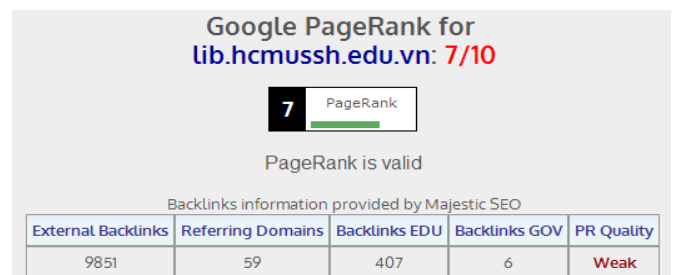 Google PageRank for
lib.hcmussh.edu.vn: 7/10
7 PageRank
PageRank is valid
Backlinks information provided by Majestic SEO
External Backlinks Referring Domains Backlinks EDU Backlinks GOV PR Quality
9851 59 407 6 Weak